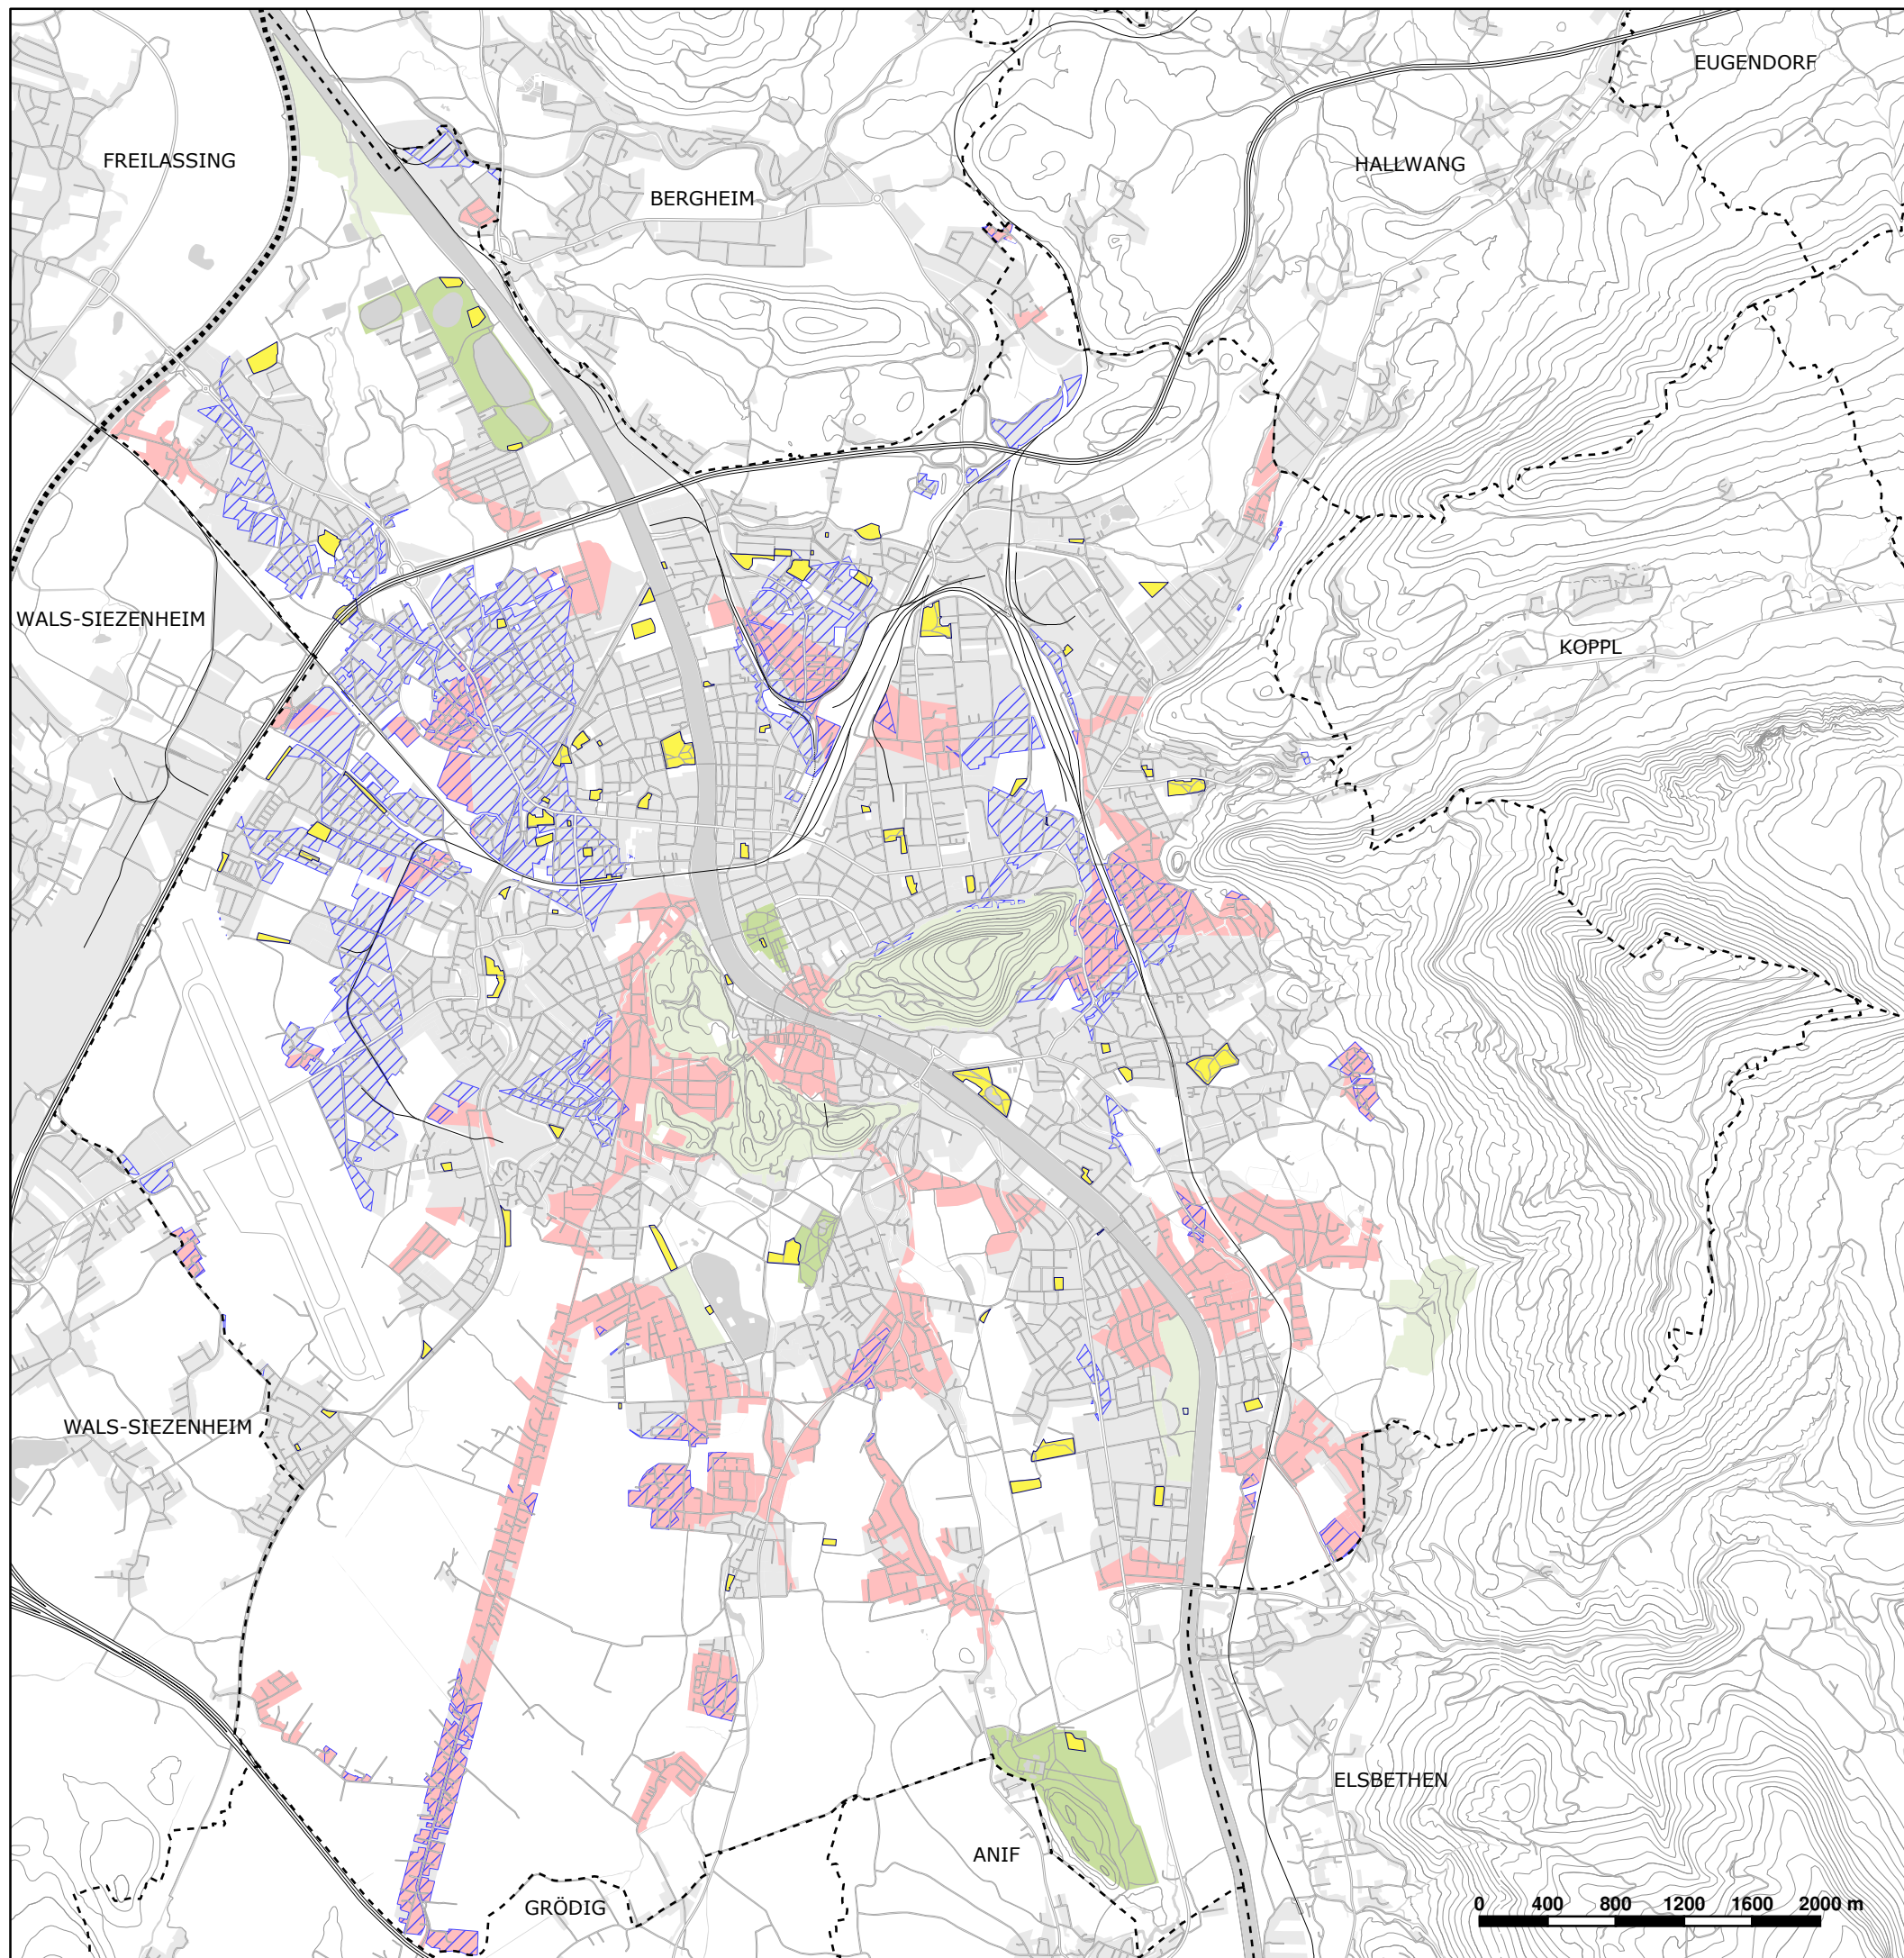 EUGENDORF
FREILASSING
HALLWANG
BERGHEIM
WALS-SIEZENHEIM
KOPPL
WALS-SIEZENHEIM
ELSBETHEN
ANIF
GRÖDIG
0 400 800 1200 1600 2000 m